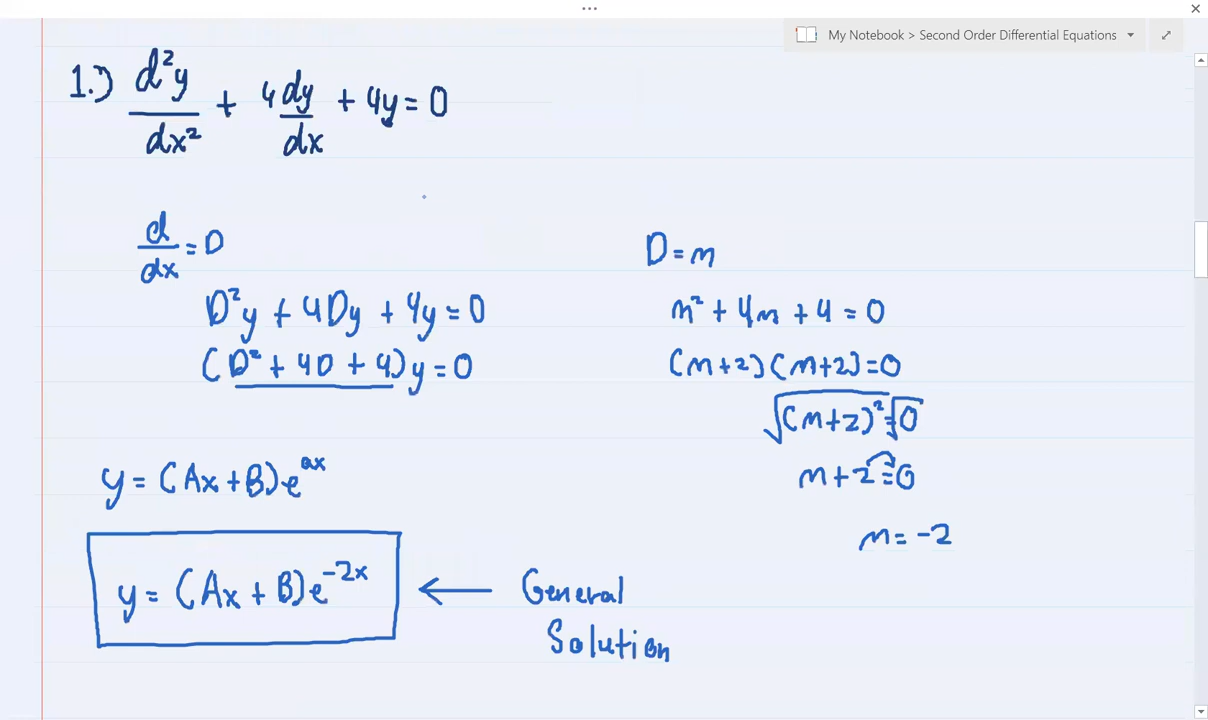 My Notebook > Second Order Differential Equations
1.) d²y/dx² + 4dy/dx + 4y = 0
d/dx = D
D²y + 4Dy + 4y = 0
(D² + 4D + 4)y = 0
y = (Ax + B)e^ax
y = (Ax + B)e^-2x ← General Solution
D = m
m² + 4m + 4 = 0
(m+2)(m+2) = 0
√(m+2)² = √0
m + 2 = 0
m = -2